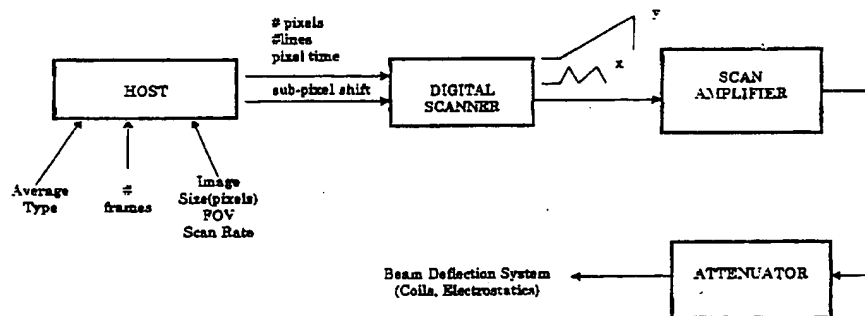 # pixels
#lines
pixel time
y
x
HOST
sub-pixel shift
DIGITAL
SCANNER
SCAN
AMPLIFIER
Average
Type
#
frames
Image
Size(pixels)
FOV
Scan Rate
Beam Deflection System
(Coils, Electrostatics)
ATTENUATOR